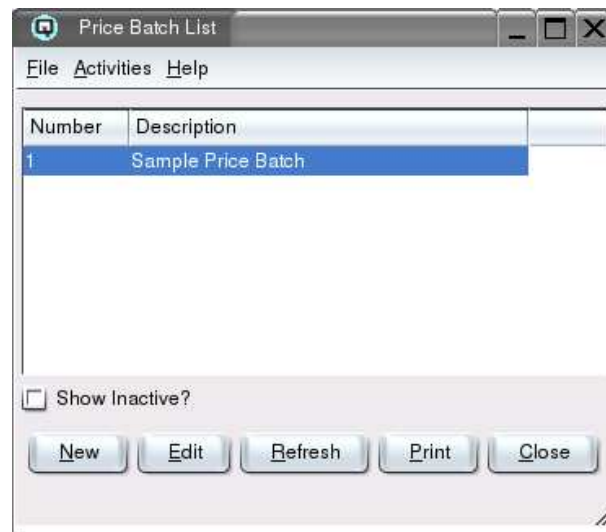 Price Batch List
File Activities Help
Number Description
1 Sample Price Batch
Show Inactive?
New Edit Refresh Print Close